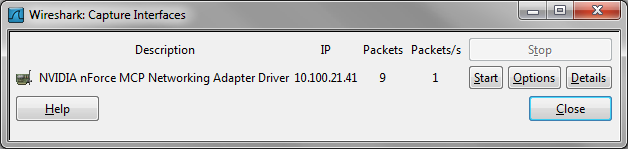 Wireshark: Capture Interfaces
Description IP Packets Packets/s Stop
NVIDIA nForce MCP Networking Adapter Driver 10.100.21.41 9 1 Start Options Details
Help Close